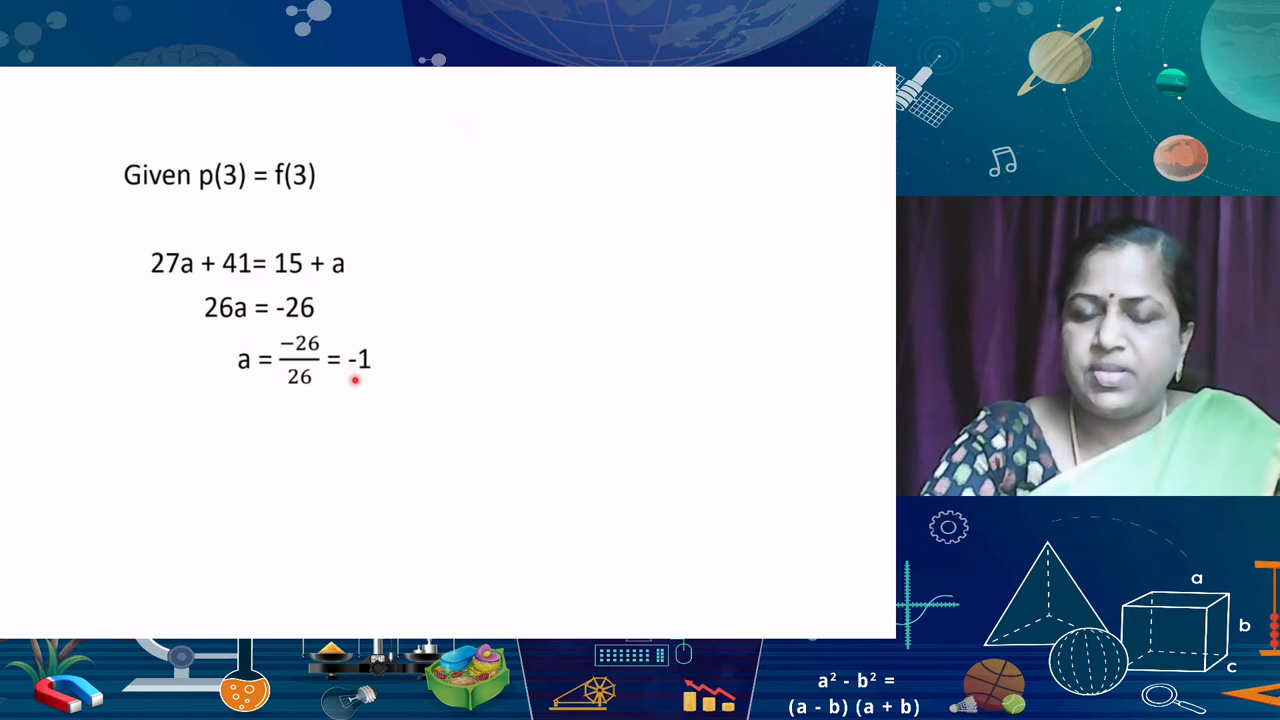 Given p(3) = f(3)
27a + 41= 15 + a
26a = -26
a = −26/26 = -1
a
b
c
a² - b² =
(a - b) (a + b)